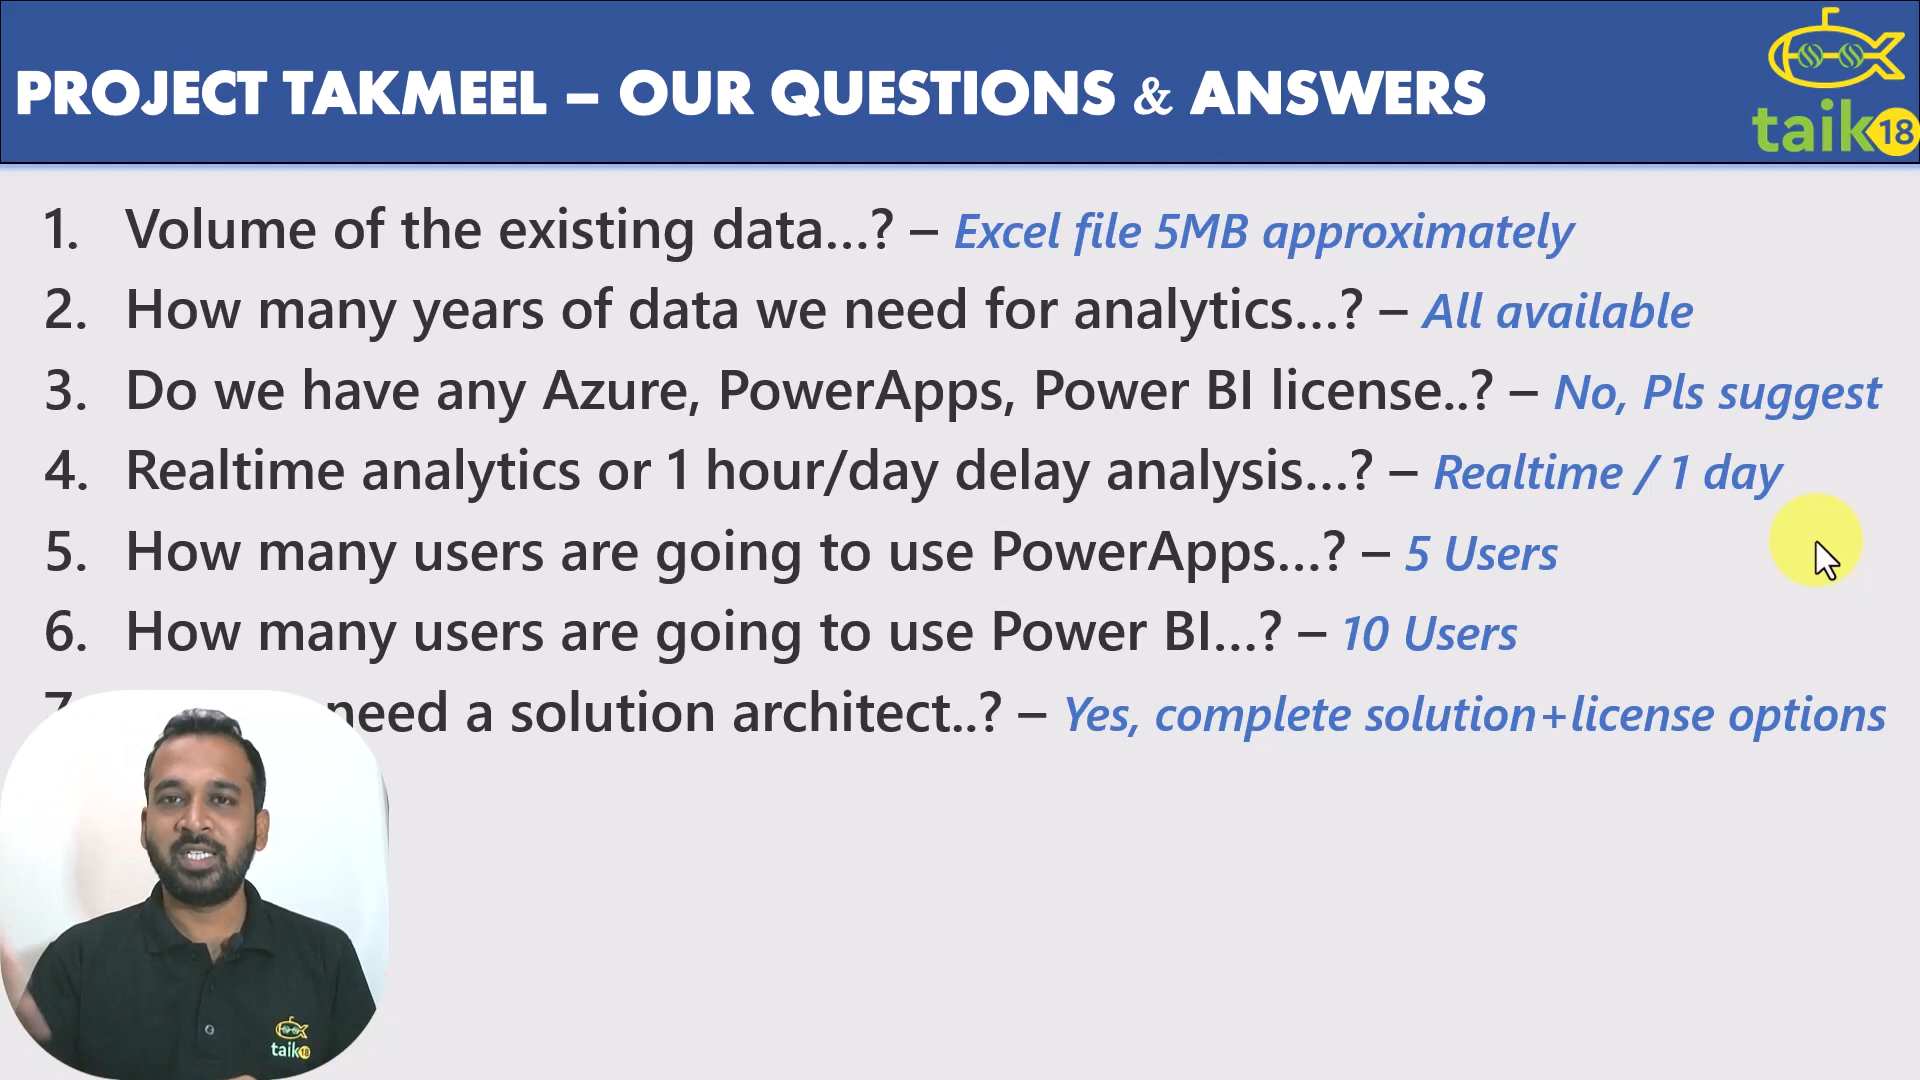 PROJECT TAKMEEL – OUR QUESTIONS & ANSWERS
taik18
1. Volume of the existing data...? – Excel file 5MB approximately
2. How many years of data we need for analytics...? – All available
3. Do we have any Azure, PowerApps, Power BI license..? – No, Pls suggest
4. Realtime analytics or 1 hour/day delay analysis...? – Realtime / 1 day
5. How many users are going to use PowerApps...? – 5 Users
6. How many users are going to use Power BI...? – 10 Users
7. need a solution architect..? – Yes, complete solution+license options
taik18